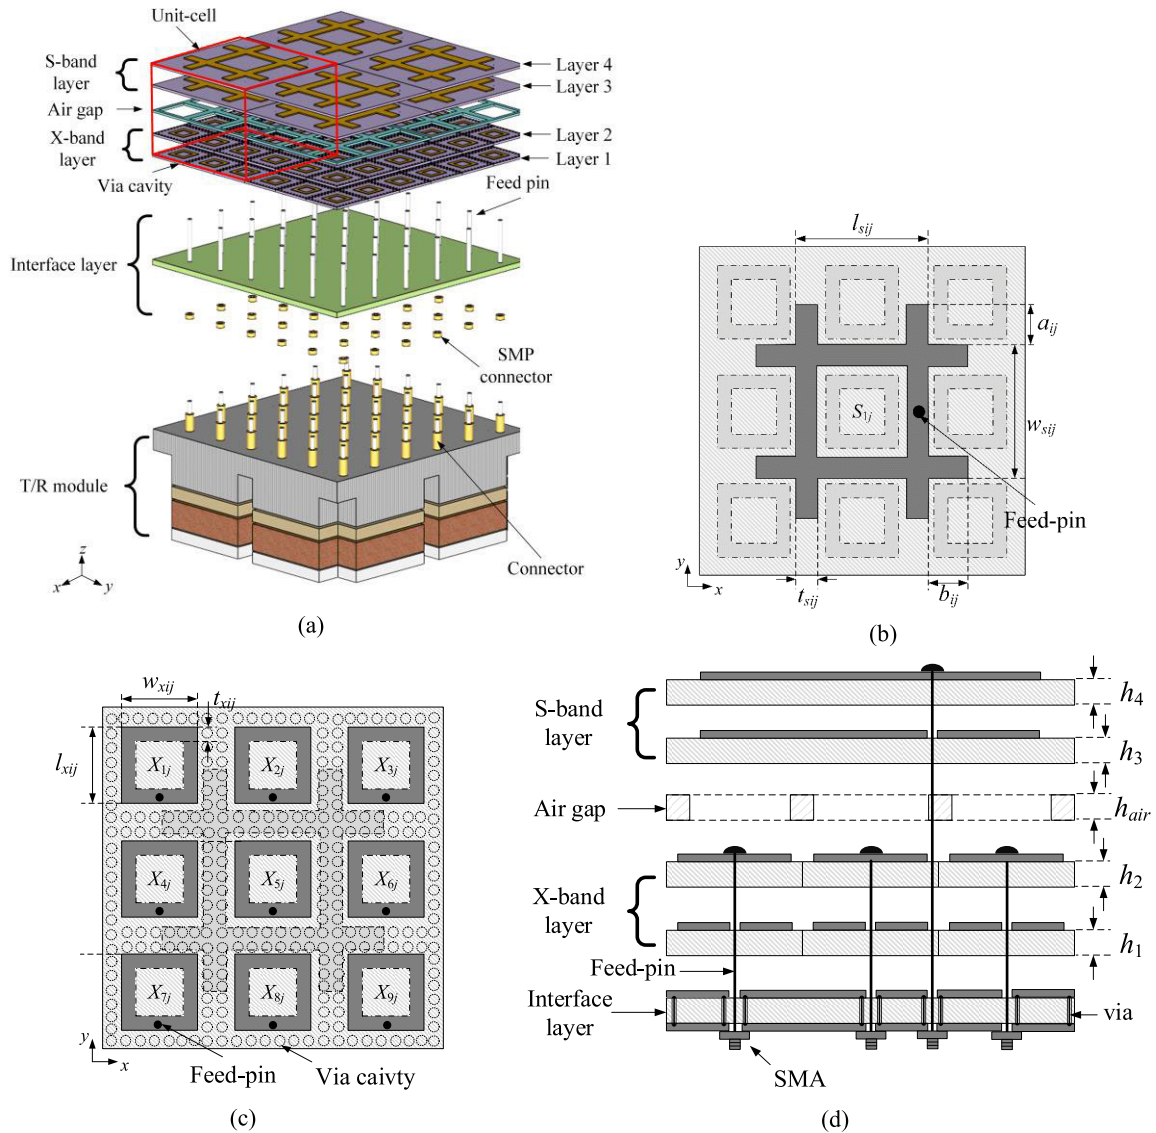 Unit-cell
S-band
layer
Air gap
X-band
layer
Via cavity
Layer 4
Layer 3
Layer 2
Layer 1
Feed pin
Interface layer
SMP
connector
T/R module
Connector
z
x
y
(a)
l_sij
a_ij
S_1j
w_sij
Feed-pin
y
x
t_sij
b_ij
(b)
w_xij
t_xij
l_xij
X_1j X_2j X_3j
X_4j X_5j X_6j
X_7j X_8j X_9j
y
x
Feed-pin
Via caivty
(c)
S-band
layer
h_4
h_3
Air gap
h_air
X-band
layer
h_2
h_1
Feed-pin
Interface
layer
via
SMA
(d)